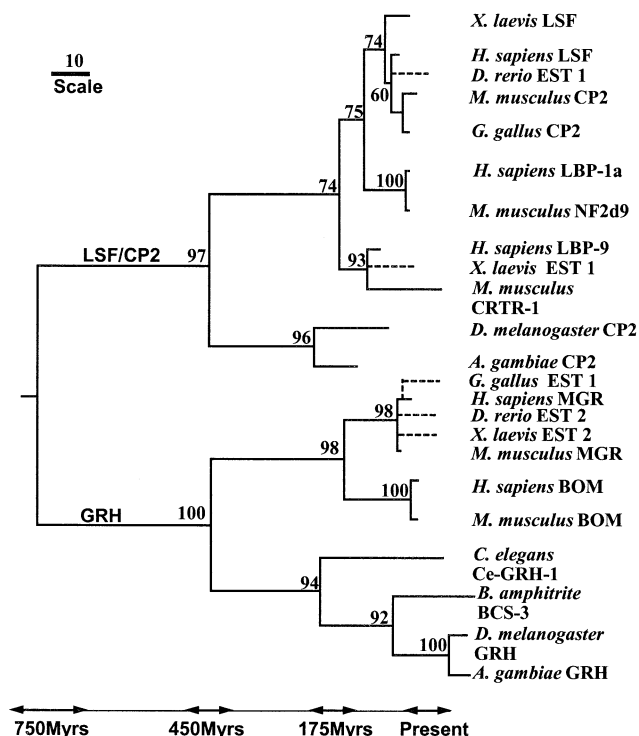 X. laevis LSF
74
10
Scale
H. sapiens LSF
D. rerio EST 1
60
M. musculus CP2
75
G. gallus CP2
H. sapiens LBP-1a
100
74
M. musculus NF2d9
H. sapiens LBP-9
LSF/CP2
97
93
X. laevis EST 1
M. musculus
CRTR-1
D. melanogaster CP2
96
A. gambiae CP2
G. gallus EST 1
H. sapiens MGR
98
D. rerio EST 2
X. laevis EST 2
98
M. musculus MGR
H. sapiens BOM
100
GRH
100
M. musculus BOM
C. elegans
Ce-GRH-1
94
B. amphitrite
BCS-3
92
D. melanogaster
100
GRH
A. gambiae GRH
750Myrs 450Myrs 175Myrs Present